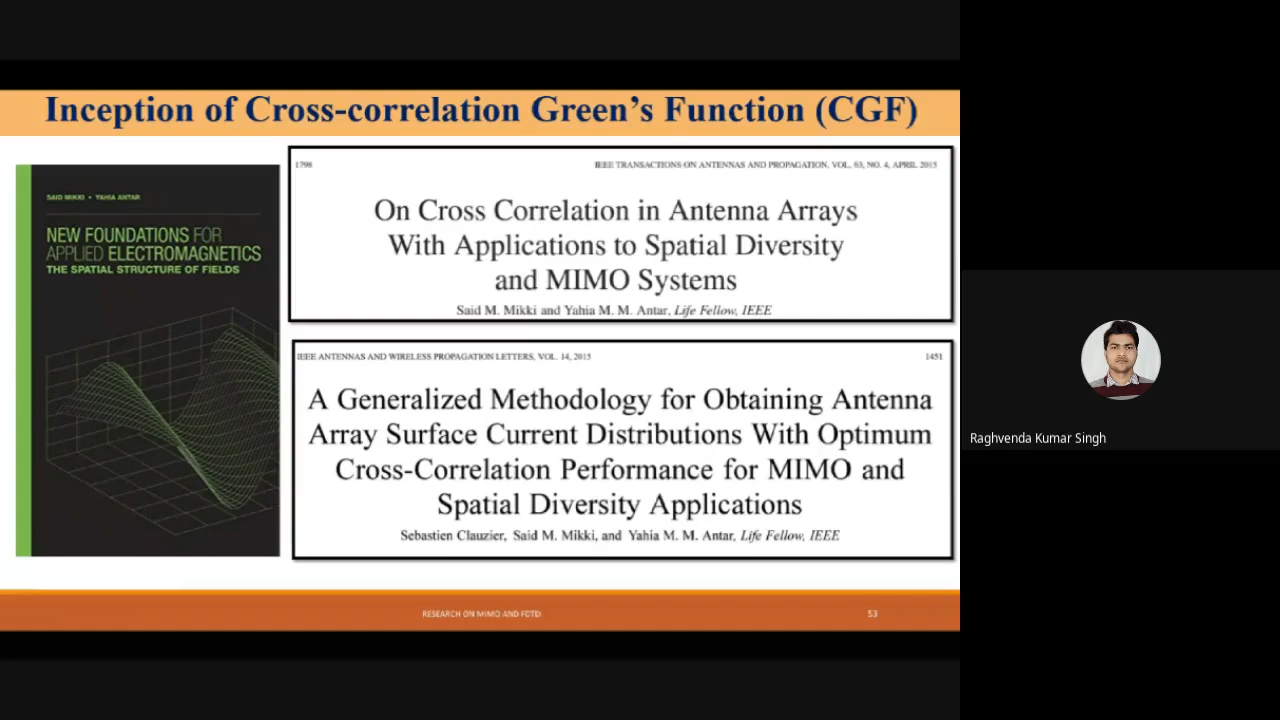 Inception of Cross-correlation Green's Function (CGF)
SAID MIKKI • YAHIA ANTAR
NEW FOUNDATIONS FOR
APPLIED ELECTROMAGNETICS
THE SPATIAL STRUCTURE OF FIELDS
1798 IEEE TRANSACTIONS ON ANTENNAS AND PROPAGATION, VOL. 63, NO. 4, APRIL 2015
On Cross Correlation in Antenna Arrays
With Applications to Spatial Diversity
and MIMO Systems
Said M. Mikki and Yahia M. M. Antar, Life Fellow, IEEE
IEEE ANTENNAS AND WIRELESS PROPAGATION LETTERS, VOL. 14, 2015 1451
A Generalized Methodology for Obtaining Antenna
Array Surface Current Distributions With Optimum
Cross-Correlation Performance for MIMO and
Spatial Diversity Applications
Sebastien Clauzier, Said M. Mikki, and Yahia M. M. Antar, Life Fellow, IEEE
RESEARCH ON MIMO AND FDTD 53
Raghvenda Kumar Singh